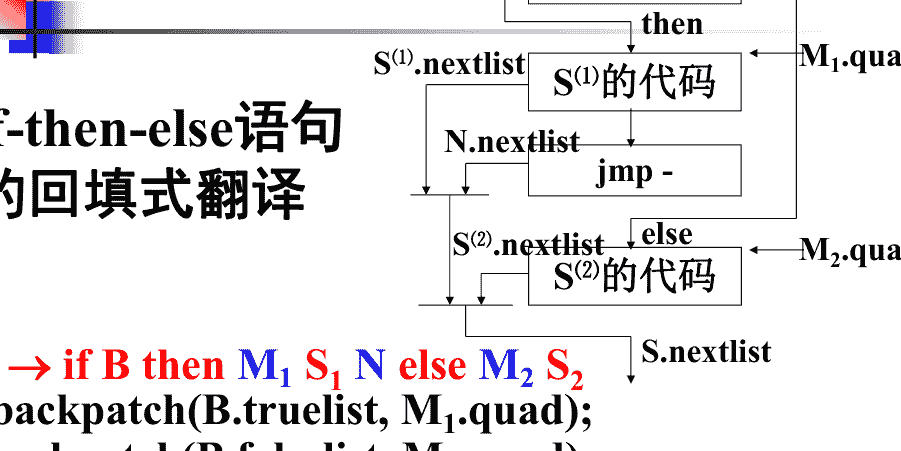 then
S⁽¹⁾.nextlist
M₁.qua
S⁽¹⁾的代码
f-then-else语句
N.nextlist
jmp -
的回填式翻译
else
S⁽²⁾.nextlist
M₂.qua
S⁽²⁾的代码
S.nextlist
→ if B then M₁ S₁ N else M₂ S₂
backpatch(B.truelist, M₁.quad);